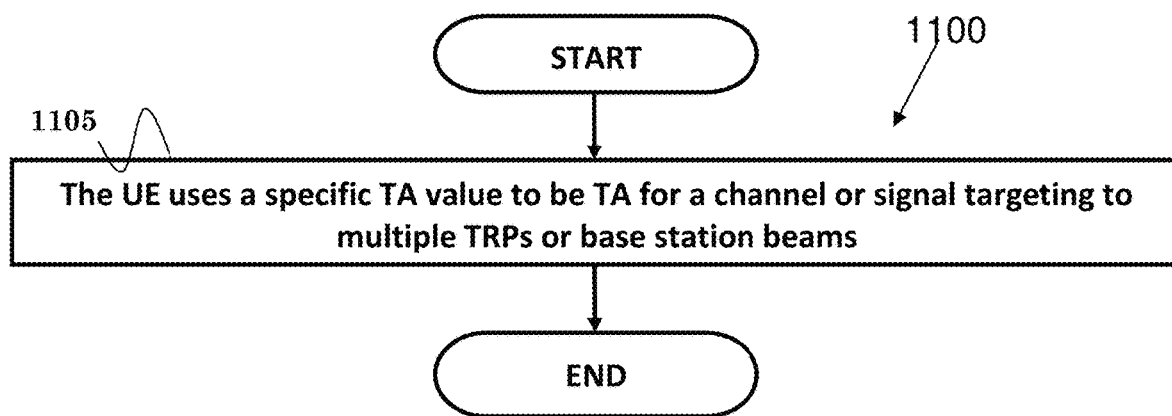 START
1100
1105
The UE uses a specific TA value to be TA for a channel or signal targeting to
multiple TRPs or base station beams
END